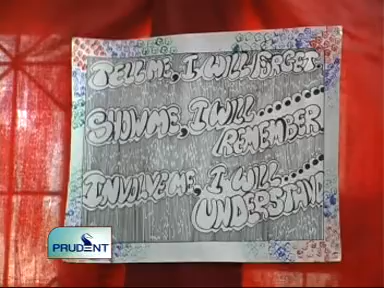 TELL ME, I WILL FORGET
SHOW ME, I WILL..........
REMEMBER
INVOLVE ME, I WILL.......
UNDERSTAND
PRUDENT